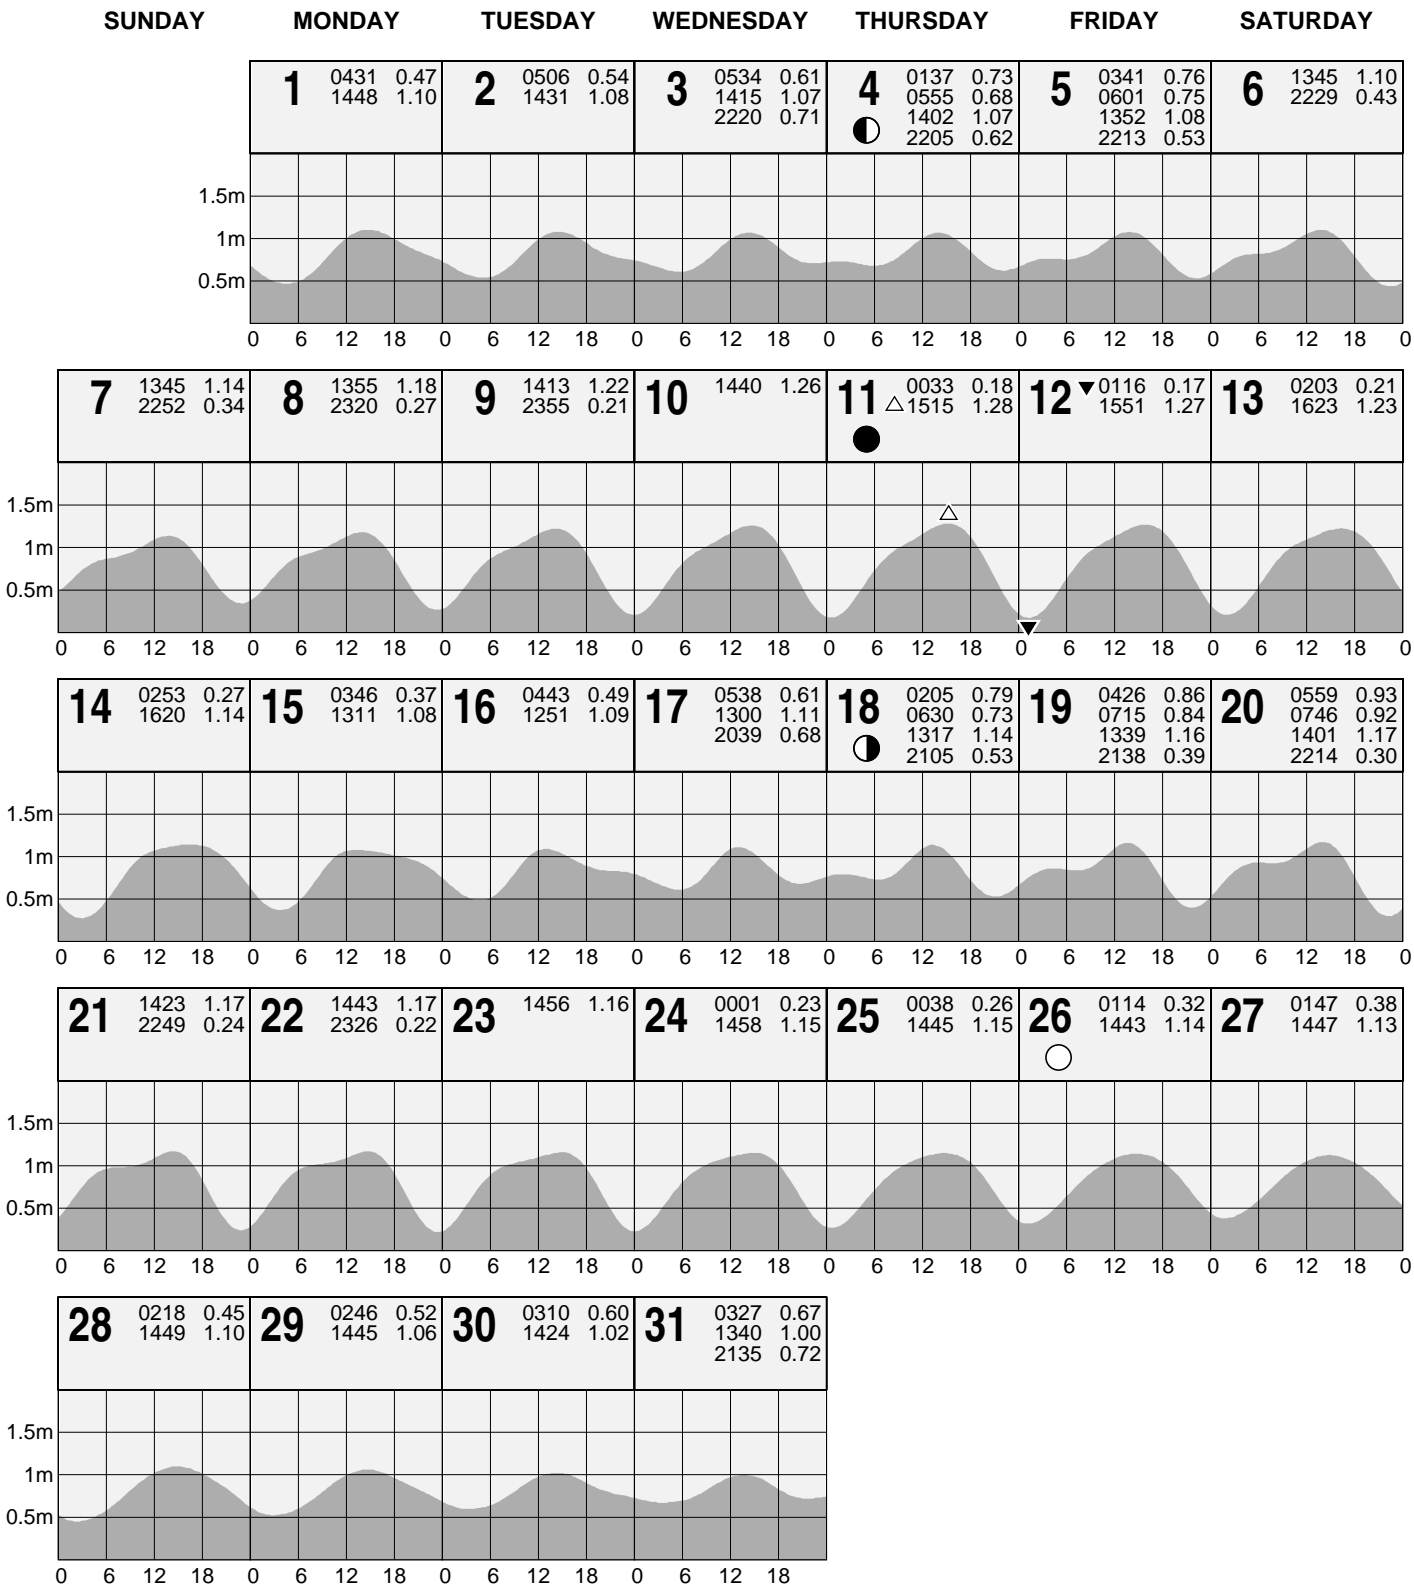 SUNDAY MONDAY TUESDAY WEDNESDAY THURSDAY FRIDAY SATURDAY
1 0431 0.47
1448 1.10
2 0506 0.54
1431 1.08
3 0534 0.61
1415 1.07
2220 0.71
4 0137 0.73
0555 0.68
1402 1.07
2205 0.62
5 0341 0.76
0601 0.75
1352 1.08
2213 0.53
6 1345 1.10
2229 0.43
1.5m
1m
0.5m
0 6 12 18 0 6 12 18 0 6 12 18 0 6 12 18 0 6 12 18 0 6 12 18 0
7 1345 1.14
2252 0.34
8 1355 1.18
2320 0.27
9 1413 1.22
2355 0.21
10 1440 1.26
11 0033 0.18
1515 1.28
12 0116 0.17
1551 1.27
13 0203 0.21
1623 1.23
1.5m
1m
0.5m
0 6 12 18 0 6 12 18 0 6 12 18 0 6 12 18 0 6 12 18 0 6 12 18 0 6 12 18 0
14 0253 0.27
1620 1.14
15 0346 0.37
1311 1.08
16 0443 0.49
1251 1.09
17 0538 0.61
1300 1.11
2039 0.68
18 0205 0.79
0630 0.73
1317 1.14
2105 0.53
19 0426 0.86
0715 0.84
1339 1.16
2138 0.39
20 0559 0.93
0746 0.92
1401 1.17
2214 0.30
1.5m
1m
0.5m
0 6 12 18 0 6 12 18 0 6 12 18 0 6 12 18 0 6 12 18 0 6 12 18 0 6 12 18 0
21 1423 1.17
2249 0.24
22 1443 1.17
2326 0.22
23 1456 1.16
24 0001 0.23
1458 1.15
25 0038 0.26
1445 1.15
26 0114 0.32
1443 1.14
27 0147 0.38
1447 1.13
1.5m
1m
0.5m
0 6 12 18 0 6 12 18 0 6 12 18 0 6 12 18 0 6 12 18 0 6 12 18 0 6 12 18 0
28 0218 0.45
1449 1.10
29 0246 0.52
1445 1.06
30 0310 0.60
1424 1.02
31 0327 0.67
1340 1.00
2135 0.72
1.5m
1m
0.5m
0 6 12 18 0 6 12 18 0 6 12 18 0 6 12 18